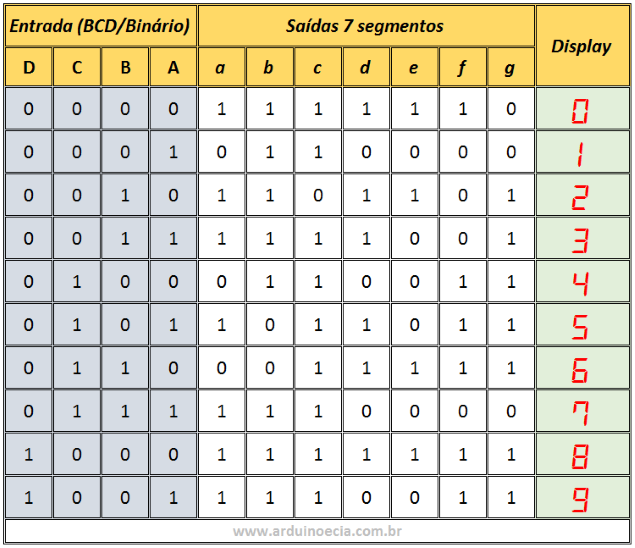 Entrada (BCD/Binário) Saídas 7 segmentos Display
D C B A a b c d e f g
0 0 0 0 1 1 1 1 1 1 0 0
0 0 0 1 0 1 1 0 0 0 0 1
0 0 1 0 1 1 0 1 1 0 1 2
0 0 1 1 1 1 1 1 0 0 1 3
0 1 0 0 0 1 1 0 0 1 1 4
0 1 0 1 1 0 1 1 0 1 1 5
0 1 1 0 0 0 1 1 1 1 1 6
0 1 1 1 1 1 1 0 0 0 0 7
1 0 0 0 1 1 1 1 1 1 1 8
1 0 0 1 1 1 1 0 0 1 1 9
www.arduinoecia.com.br